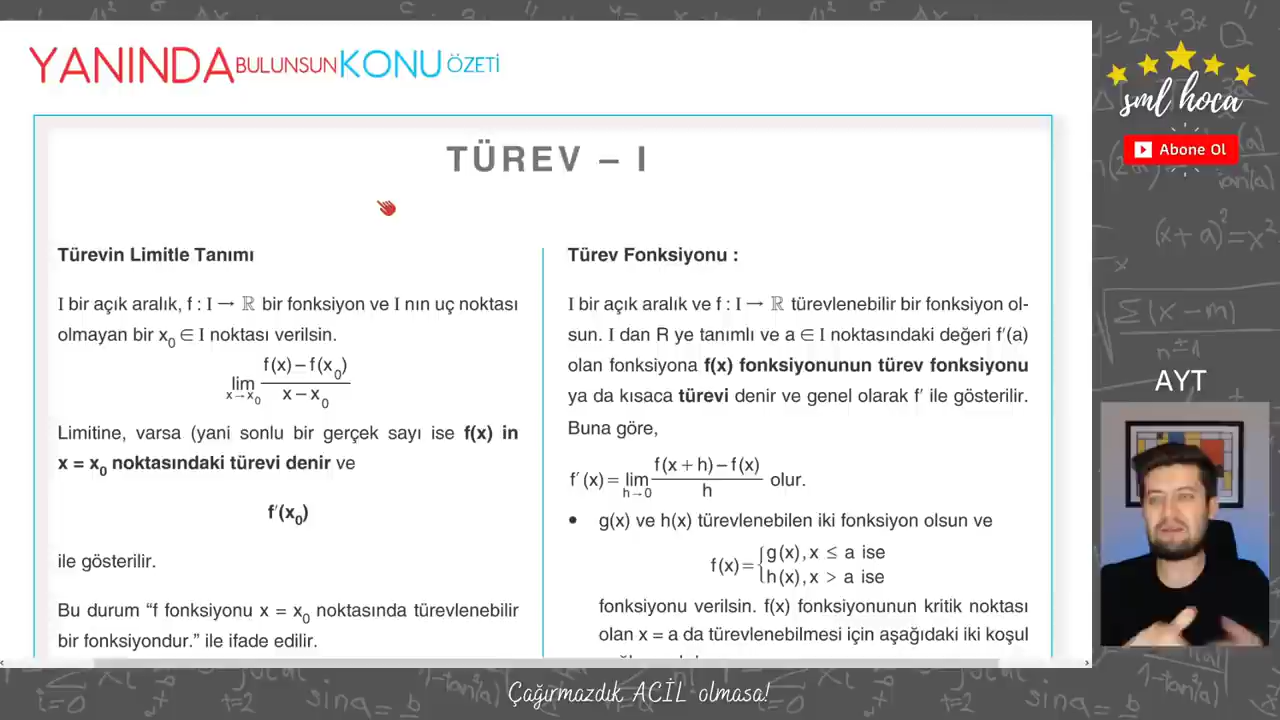 YANINDA BULUNSUN KONU ÖZETİ
TÜREV – I
Türevin Limitle Tanımı
I bir açık aralık, f : I → ℝ bir fonksiyon ve I nın uç noktası
olmayan bir x₀ ∈ I noktası verilsin.
lim x→x₀ f(x) – f(x₀) / x – x₀
Limitine, varsa (yani sonlu bir gerçek sayı ise f(x) in
x = x₀ noktasındaki türevi denir ve
f'(x₀)
ile gösterilir.
Bu durum “f fonksiyonu x = x₀ noktasında türevlenebilir
bir fonksiyondur.” ile ifade edilir.
Türev Fonksiyonu :
I bir açık aralık ve f : I → ℝ türevlenebilir bir fonksiyon ol-
sun. I dan R ye tanımlı ve a ∈ I noktasındaki değeri f'(a)
olan fonksiyona f(x) fonksiyonunun türev fonksiyonu
ya da kısaca türevi denir ve genel olarak f' ile gösterilir.
Buna göre,
f'(x) = lim h→0 f(x + h) – f(x) / h olur.
• g(x) ve h(x) türevlenebilen iki fonksiyon olsun ve
f(x) = { g(x), x ≤ a ise
h(x), x > a ise
fonksiyonu verilsin. f(x) fonksiyonunun kritik noktası
olan x = a da türevlenebilmesi için aşağıdaki iki koşul
sml hoca
Abone Ol
AYT
Çağırmazdık ACİL olmasa!